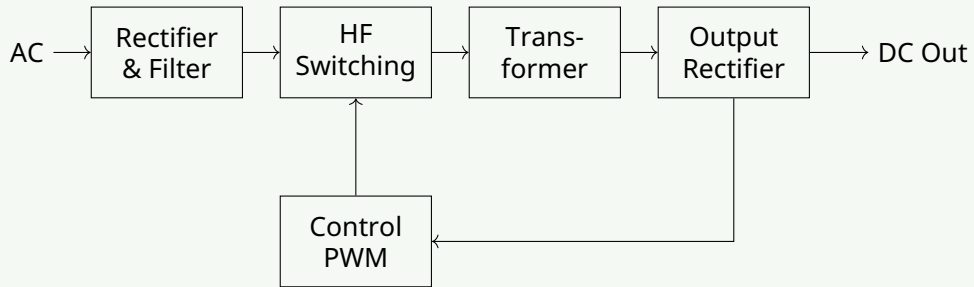 AC
Rectifier
& Filter
HF
Switching
Trans-
former
Output
Rectifier
DC Out
Control
PWM